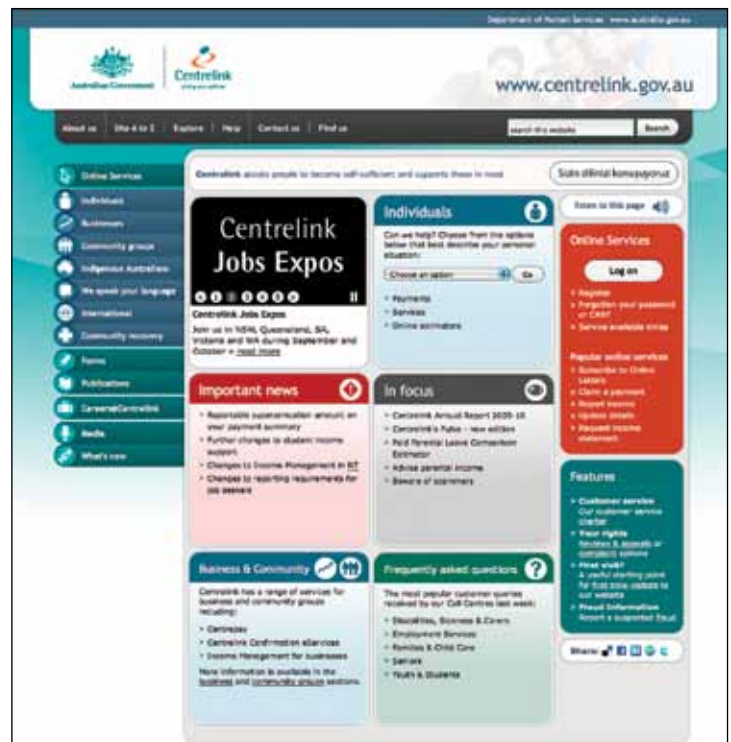 Department of Human Services www.australia.gov.au
Australian Government
Centrelink
giving you options
www.centrelink.gov.au
About us
Site A to Z
Explore
Help
Contact us
Find us
search this website
Search
Online Services
Individuals
Businesses
Community groups
Indigenous Australians
We speak your language
International
Community recovery
Forms
Publications
Careers@Centrelink
Media
What's new
Centrelink assists people to become self-sufficient and supports those in need
Sizin dilinizi konuşuyoruz
Centrelink
Jobs Expos
Centrelink Jobs Expos
Join us in NSW, Queensland, SA,
Victoria and WA during September and
October » read more
Individuals
Can we help? Choose from the options
below that best describe your personal
situation:
Choose an option
Go
Payments
Services
Online estimators
Listen to this page
Online Services
Log on
Register
Forgotten your password
or CRN?
Service available times
Popular online services
Subscribe to Online
Letters
Claim a payment
Report income
Update details
Request income
statement
Important news
Reportable superannuation amount on
your payment summary
Further changes to student income
support
Changes to Income Management in NT
Changes to reporting requirements for
job seekers
In focus
Centrelink Annual Report 2009-10
Centrelink's Pulse - new edition
Paid Parental Leave Comparison
Estimator
Advise parental income
Beware of scammers
Features
Customer service
Our customer service
charter
Your rights
Reviews & appeals or
complaint options
First visit?
A useful starting point
for first time visitors to
our website
Fraud Information
Report a suspected fraud
Business & Community
Centrelink has a range of services for
business and community groups
including:
Centrepay
Centrelink Confirmation eServices
Income Management for businesses
More information is available in the
business and community groups sections.
Frequently asked questions
The most popular customer queries
received by our Call Centres last week:
Disabilities, Sickness & Carers
Employment Services
Families & Child Care
Seniors
Youth & Students
Share: